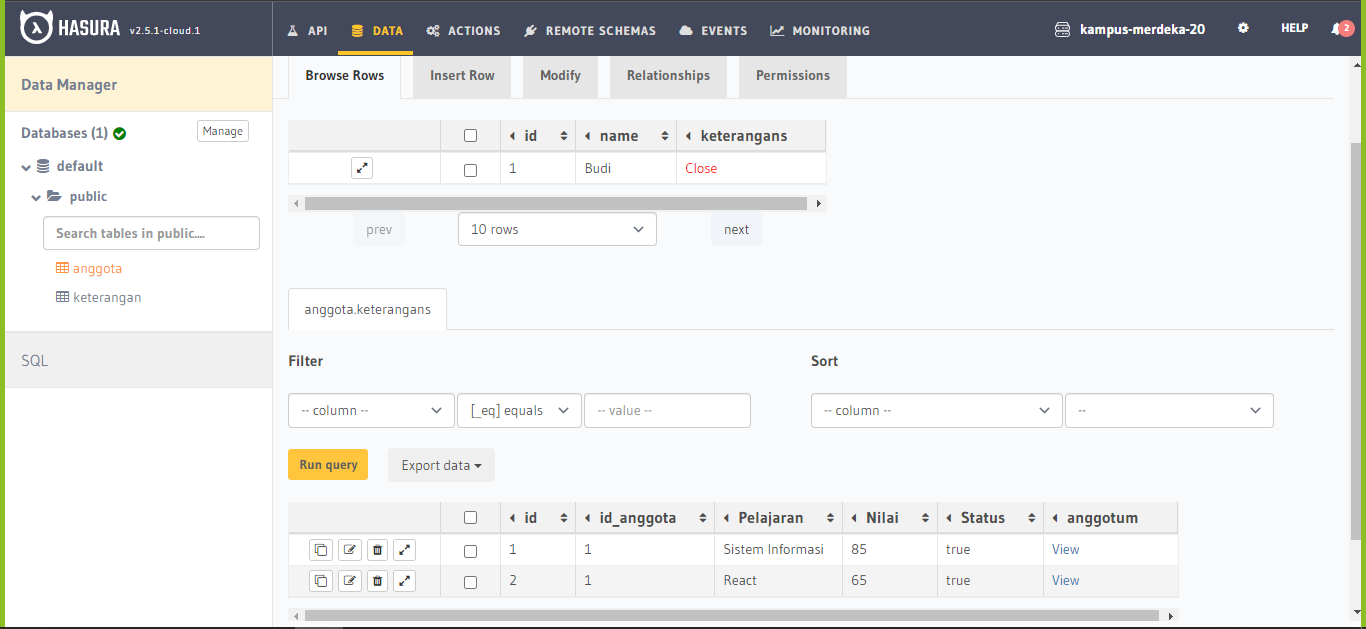 HASURA v2.5.1-cloud.1 API DATA ACTIONS REMOTE SCHEMAS EVENTS MONITORING kampus-merdeka-20 HELP 2
Data Manager
Databases (1) Manage
default
public
Search tables in public....
anggota
keterangan
SQL
Browse Rows Insert Row Modify Relationships Permissions
id name keterangans
1 Budi Close
prev 10 rows next
anggota.keterangans
Filter Sort
-- column -- [_eq] equals -- value -- -- column -- --
Run query Export data
id id_anggota Pelajaran Nilai Status anggotum
1 1 Sistem Informasi 85 true View
2 1 React 65 true View